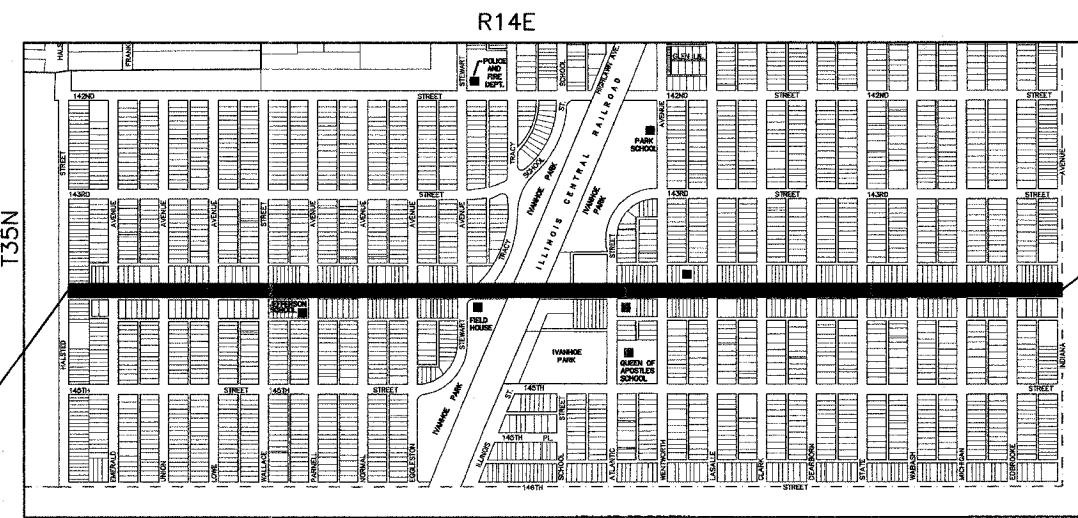 R14E
T35N
HALS
FRANK
STEWART
POLICE
AND
FIRE
DEPT.
SCHOOL
HIGHLAWN AVE.
142ND
STREET
ST.
AVENUE
142ND
STREET
142ND
STREET
STREET
TRACY
SCHOOL
IVANHOE PARK
ILLINOIS CENTRAL RAILROAD
IVANHOE
PARK
PARK
SCHOOL
AVENUE
143RD
STREET
143RD
STREET
143RD
STREET
AVENUE
AVENUE
AVENUE
STREET
AVENUE
AVENUE
AVENUE
AVENUE
TRACY
STREET
JEFFERSON
SCHOOL
FIELD
HOUSE
STEWART
HALSTED
IVANHOE
PARK
QUEEN OF
APOSTLES
SCHOOL
INDIANA
145TH
STREET
145TH
STREET
IVANHOE PARK
ST.
145TH
STREET
STREET
145TH PL.
ILLINOIS
EMERALD
UNION
LOWE
WALLACE
PARNELL
NORMAL
EGGLESTON
SCHOOL
ATLANTIC
WENTWORTH
LASALLE
CLARK
DEARBORN
STATE
WABASH
MICHIGAN
EDBROOKE
146TH
STREET